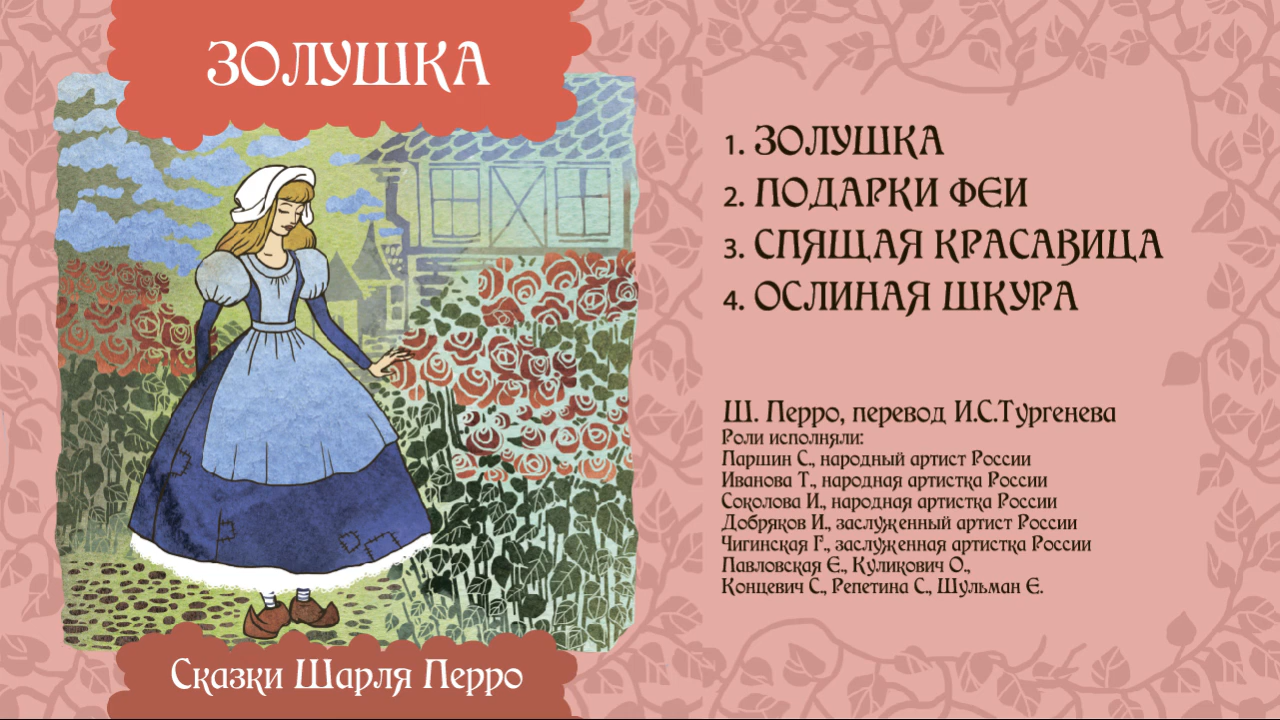 ЗОЛУШКА
Сказки Шарля Перро
1. ЗОЛУШКА
2. ПОДАРКИ ФЕИ
3. СПЯЩАЯ КРАСАВИЦА
4. ОСЛИНАЯ ШКУРА
Ш. Перро, перевод И.С.Тургенева
Роли исполняли:
Паршин С., народный артист России
Иванова Т., народная артистка России
Соколова И., народная артистка России
Добряков И., заслуженный артист России
Чигинская Г., заслуженная артистка России
Павловская Е., Куликович О.,
Концевич С., Репетина С., Шульман Е.